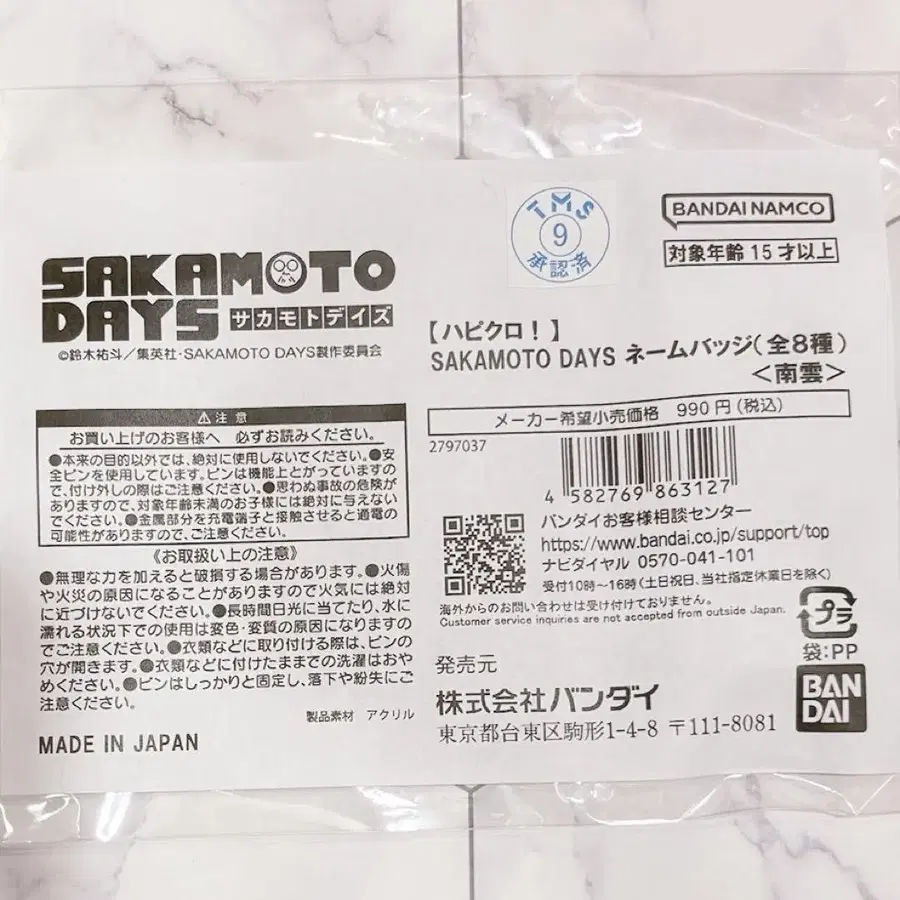 SAKAMOTO
DAYS サカモトデイズ
©鈴木祐斗／集英社・SAKAMOTO DAYS製作委員会
⚠注意
お買い上げのお客様へ 必ずお読みください。
●本来の目的以外では、絶対に使用しないでください。●安
全ピンを使用しています。ピンは機能上とがっていますの
で、付け外しの際はご注意ください。●思わぬ事故の危険が
ありますので、対象年齢未満のお子様には絶対に与えない
でください。●金属部分を充電端子と接触させると通電の
可能性がありますので、ご注意ください。
《お取扱い上の注意》
●無理な力を加えると破損する場合があります。●火傷
や火災の原因になることがありますので火気には絶対
に近づけないでください。●長時間日光に当てたり、水に
濡れる状況下での使用は変色・変質の原因になりますの
でご注意ください。●衣類などに取り付ける際は、ピンの
穴が開きます。●衣類などに付けたままでの洗濯はおや
めください。●ピンはしっかりと固定し、落下や紛失にご
注意ください。
製品素材 アクリル
MADE IN JAPAN
TMS
9
承認済
BANDAI NAMCO
対象年齢15才以上
【ハピクロ！】
SAKAMOTO DAYS ネームバッジ(全8種)
＜南雲＞
メーカー希望小売価格 990円(税込)
2797037
4 582769 863127
バンダイお客様相談センター
https://www.bandai.co.jp/support/top
ナビダイヤル 0570-041-101
受付10時〜16時(土日祝日、当社指定休業日を除く)
海外からのお問い合わせは受け付けておりません。
Customer service inquiries are not accepted from outside Japan.
プラ
袋:PP
発売元
株式会社バンダイ
東京都台東区駒形1-4-8 〒111-8081
BAN
DAI